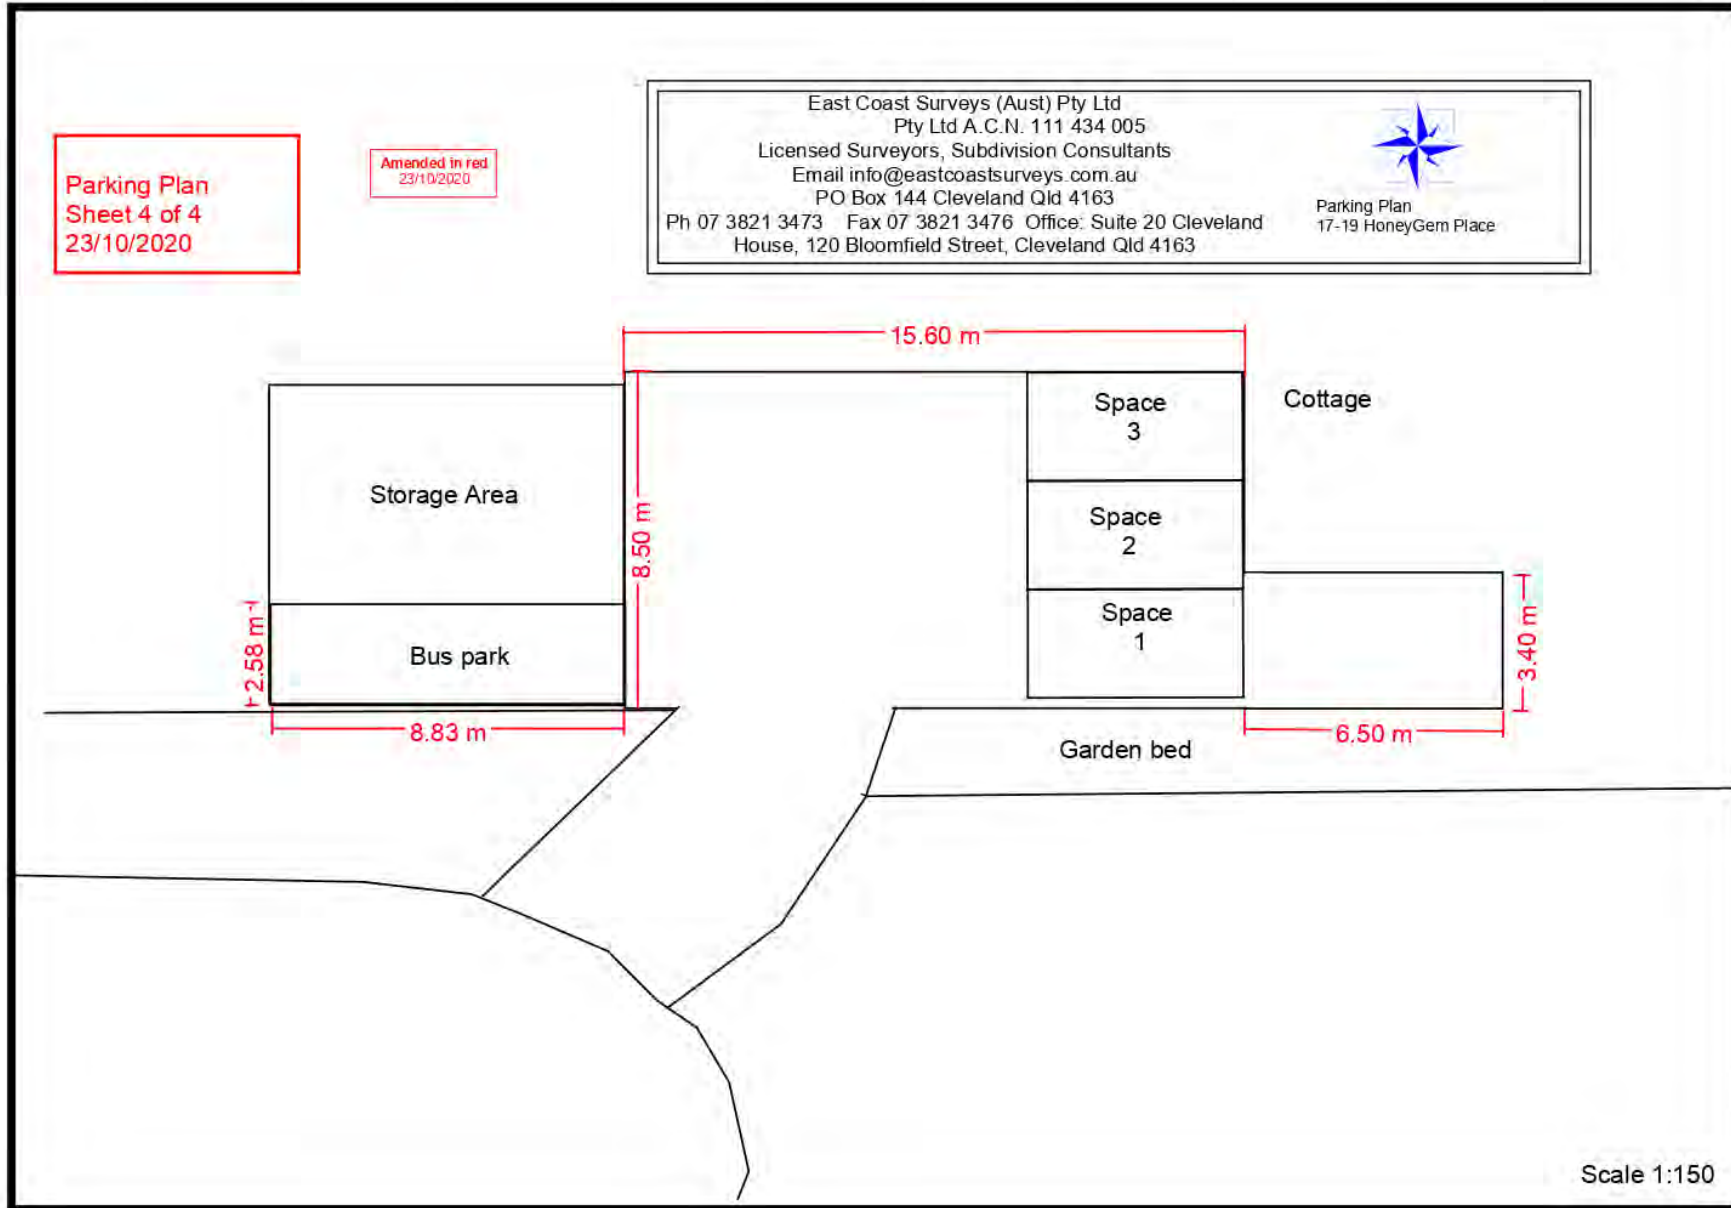 Parking Plan
Sheet 4 of 4
23/10/2020
Amended in red
23/10/2020
East Coast Surveys (Aust) Pty Ltd
Pty Ltd A.C.N. 111 434 005
Licensed Surveyors, Subdivision Consultants
Email info@eastcoastsurveys.com.au
PO Box 144 Cleveland Qld 4163
Ph 07 3821 3473 Fax 07 3821 3476 Office: Suite 20 Cleveland
House, 120 Bloomfield Street, Cleveland Qld 4163
Parking Plan
17-19 HoneyGem Place
15.60 m
Space
3
Cottage
Storage Area
8.50 m
Space
2
Space
1
2.58 m
Bus park
3.40 m
8.83 m
6.50 m
Garden bed
Scale 1:150